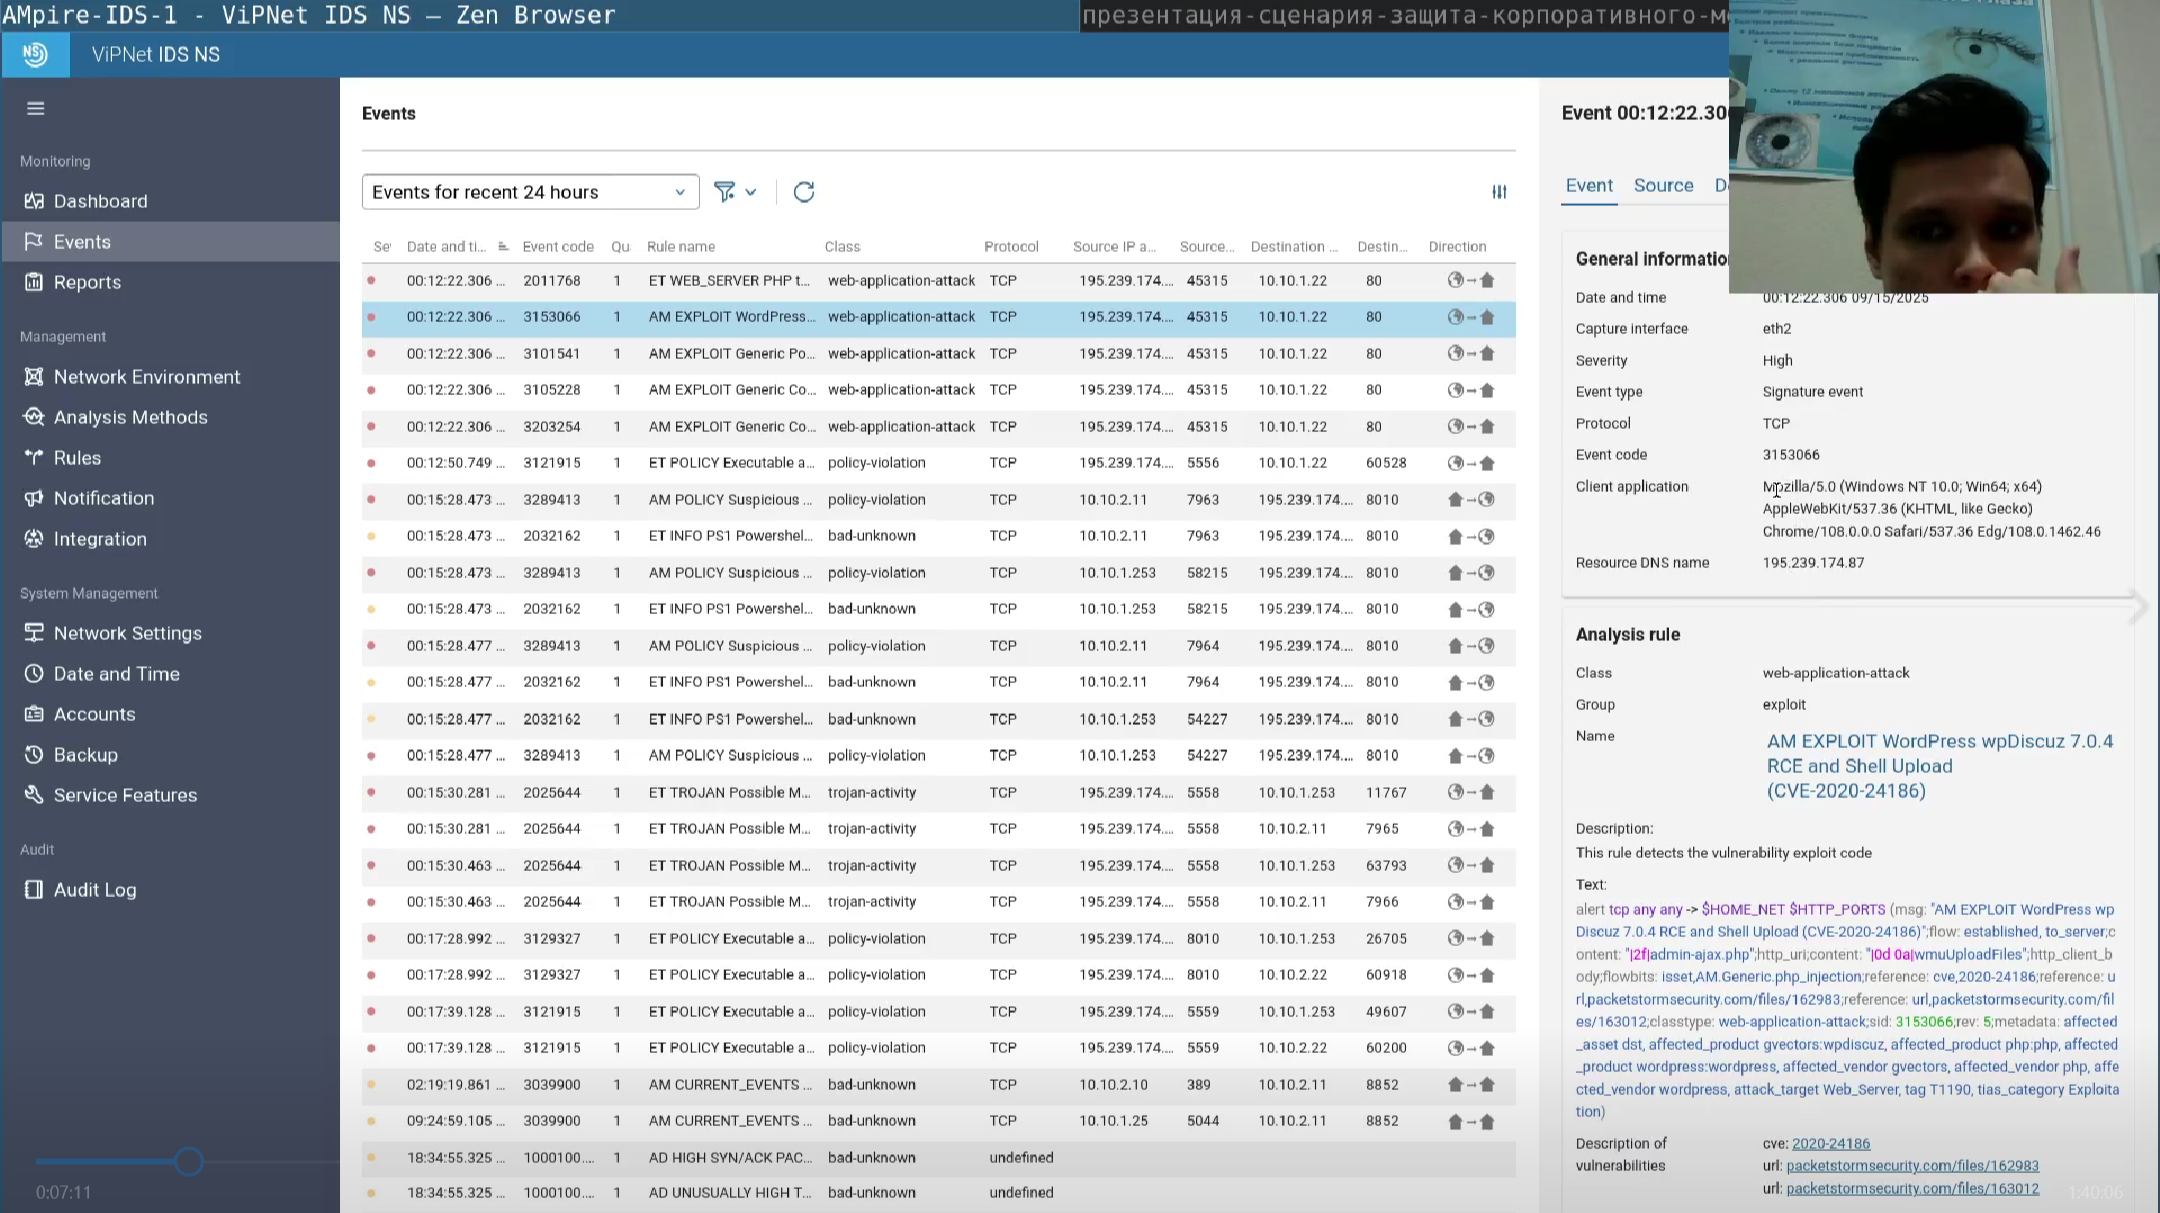 AMpire-IDS-1 - ViPNet IDS NS — Zen Browser
презентация-сценария-защита-корпоративного-м
ViPNet IDS NS
Monitoring
Dashboard
Events
Reports
Management
Network Environment
Analysis Methods
Rules
Notification
Integration
System Management
Network Settings
Date and Time
Accounts
Backup
Service Features
Audit
Audit Log
0:07:11
Events
Events for recent 24 hours
Se Date and ti... Event code Qu Rule name Class Protocol Source IP a... Source... Destination ... Destin... Direction
00:12:22.306 ... 2011768 1 ET WEB_SERVER PHP t... web-application-attack TCP 195.239.174.... 45315 10.10.1.22 80
00:12:22.306 ... 3153066 1 AM EXPLOIT WordPress... web-application-attack TCP 195.239.174.... 45315 10.10.1.22 80
00:12:22.306 ... 3101541 1 AM EXPLOIT Generic Po... web-application-attack TCP 195.239.174.... 45315 10.10.1.22 80
00:12:22.306 ... 3105228 1 AM EXPLOIT Generic Co... web-application-attack TCP 195.239.174.... 45315 10.10.1.22 80
00:12:22.306 ... 3203254 1 AM EXPLOIT Generic Co... web-application-attack TCP 195.239.174.... 45315 10.10.1.22 80
00:12:50.749 ... 3121915 1 ET POLICY Executable a... policy-violation TCP 195.239.174.... 5556 10.10.1.22 60528
00:15:28.473 ... 3289413 1 AM POLICY Suspicious ... policy-violation TCP 10.10.2.11 7963 195.239.174.... 8010
00:15:28.473 ... 2032162 1 ET INFO PS1 Powershel... bad-unknown TCP 10.10.2.11 7963 195.239.174.... 8010
00:15:28.473 ... 3289413 1 AM POLICY Suspicious ... policy-violation TCP 10.10.1.253 58215 195.239.174.... 8010
00:15:28.473 ... 2032162 1 ET INFO PS1 Powershel... bad-unknown TCP 10.10.1.253 58215 195.239.174.... 8010
00:15:28.477 ... 3289413 1 AM POLICY Suspicious ... policy-violation TCP 10.10.2.11 7964 195.239.174.... 8010
00:15:28.477 ... 2032162 1 ET INFO PS1 Powershel... bad-unknown TCP 10.10.2.11 7964 195.239.174.... 8010
00:15:28.477 ... 2032162 1 ET INFO PS1 Powershel... bad-unknown TCP 10.10.1.253 54227 195.239.174.... 8010
00:15:28.477 ... 3289413 1 AM POLICY Suspicious ... policy-violation TCP 10.10.1.253 54227 195.239.174.... 8010
00:15:30.281 ... 2025644 1 ET TROJAN Possible M... trojan-activity TCP 195.239.174.... 5558 10.10.1.253 11767
00:15:30.281 ... 2025644 1 ET TROJAN Possible M... trojan-activity TCP 195.239.174.... 5558 10.10.2.11 7965
00:15:30.463 ... 2025644 1 ET TROJAN Possible M... trojan-activity TCP 195.239.174.... 5558 10.10.1.253 63793
00:15:30.463 ... 2025644 1 ET TROJAN Possible M... trojan-activity TCP 195.239.174.... 5558 10.10.2.11 7966
00:17:28.992 ... 3129327 1 ET POLICY Executable a... policy-violation TCP 195.239.174.... 8010 10.10.1.253 26705
00:17:28.992 ... 3129327 1 ET POLICY Executable a... policy-violation TCP 195.239.174.... 8010 10.10.2.22 60918
00:17:39.128 ... 3121915 1 ET POLICY Executable a... policy-violation TCP 195.239.174.... 5559 10.10.1.253 49607
00:17:39.128 ... 3121915 1 ET POLICY Executable a... policy-violation TCP 195.239.174.... 5559 10.10.2.22 60200
02:19:19.861 ... 3039900 1 AM CURRENT_EVENTS ... bad-unknown TCP 10.10.2.10 389 10.10.2.11 8852
09:24:59.105 ... 3039900 1 AM CURRENT_EVENTS ... bad-unknown TCP 10.10.1.25 5044 10.10.2.11 8852
18:34:55.325 ... 1000100.... 1 AD HIGH SYN/ACK PAC... bad-unknown undefined
18:34:55.325 ... 1000100.... 1 AD UNUSUALLY HIGH T... bad-unknown undefined
Event 00:12:22.30
Event Source D
General informatio
Date and time 00:12:22.306 09/15/2025
Capture interface eth2
Severity High
Event type Signature event
Protocol TCP
Event code 3153066
Client application Mozilla/5.0 (Windows NT 10.0; Win64; x64)
AppleWebKit/537.36 (KHTML, like Gecko)
Chrome/108.0.0.0 Safari/537.36 Edg/108.0.1462.46
Resource DNS name 195.239.174.87
Analysis rule
Class web-application-attack
Group exploit
Name AM EXPLOIT WordPress wpDiscuz 7.0.4
RCE and Shell Upload
(CVE-2020-24186)
Description:
This rule detects the vulnerability exploit code
Text:
alert tcp any any -> $HOME_NET $HTTP_PORTS (msg: "AM EXPLOIT WordPress wp
Discuz 7.0.4 RCE and Shell Upload (CVE-2020-24186)";flow: established, to_server;c
ontent: "|2f|admin-ajax.php";http_uri;content: "|0d 0a|wmuUploadFiles";http_client_b
ody;flowbits: isset,AM.Generic.php_injection;reference: cve,2020-24186;reference: u
rl,packetstormsecurity.com/files/162983;reference: url,packetstormsecurity.com/fil
es/163012;classtype: web-application-attack;sid: 3153066;rev: 5;metadata: affected
_asset dst, affected_product gvectors:wpdiscuz, affected_product php:php, affected
_product wordpress:wordpress, affected_vendor gvectors, affected_vendor php, affe
cted_vendor wordpress, attack_target Web_Server, tag T1190, tias_category Exploita
tion)
Description of cve: 2020-24186
vulnerabilities url: packetstormsecurity.com/files/162983
url: packetstormsecurity.com/files/163012
1:40:06